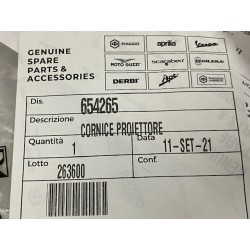 GENUINE
SPARE
PARTS &
ACCESSORIES
PIAGGIO aprilia Vespa
MOTO GUZZI scarabeo GILERA
DERBI Ape PIAGGIO
Dis. 654265
Descrizione CORNICE PROIETTORE
Quantità 1 Data 11-SET-21
Lotto 263600 Conf.